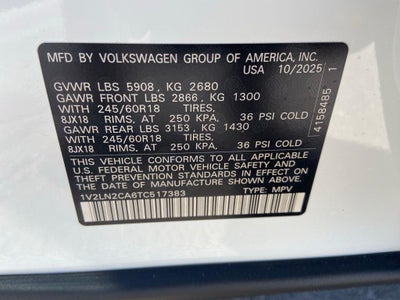 MFD. BY VOLKSWAGEN GROUP OF AMERICA, INC.
USA 10/2025
GVWR LBS 5908, KG 2680
GAWR FRONT LBS 2866, KG 1300
WITH 245/60R18 TIRES,
8JX18 RIMS, AT 250 KPA, 36 PSI COLD
GAWR REAR LBS 3153, KG 1430
WITH 245/60R18 TIRES,
8JX18 RIMS, AT 250 KPA, 36 PSI COLD
THIS VEHICLE CONFORMS TO ALL APPLICABLE
U.S. FEDERAL MOTOR VEHICLE SAFETY AND
THEFT PREVENTION STANDARDS IN EFFECT ON
THE DATE OF MANUFACTURE SHOWN ABOVE.
1V2LN2CA6TC517383 TYPE: MPV
4158485 1